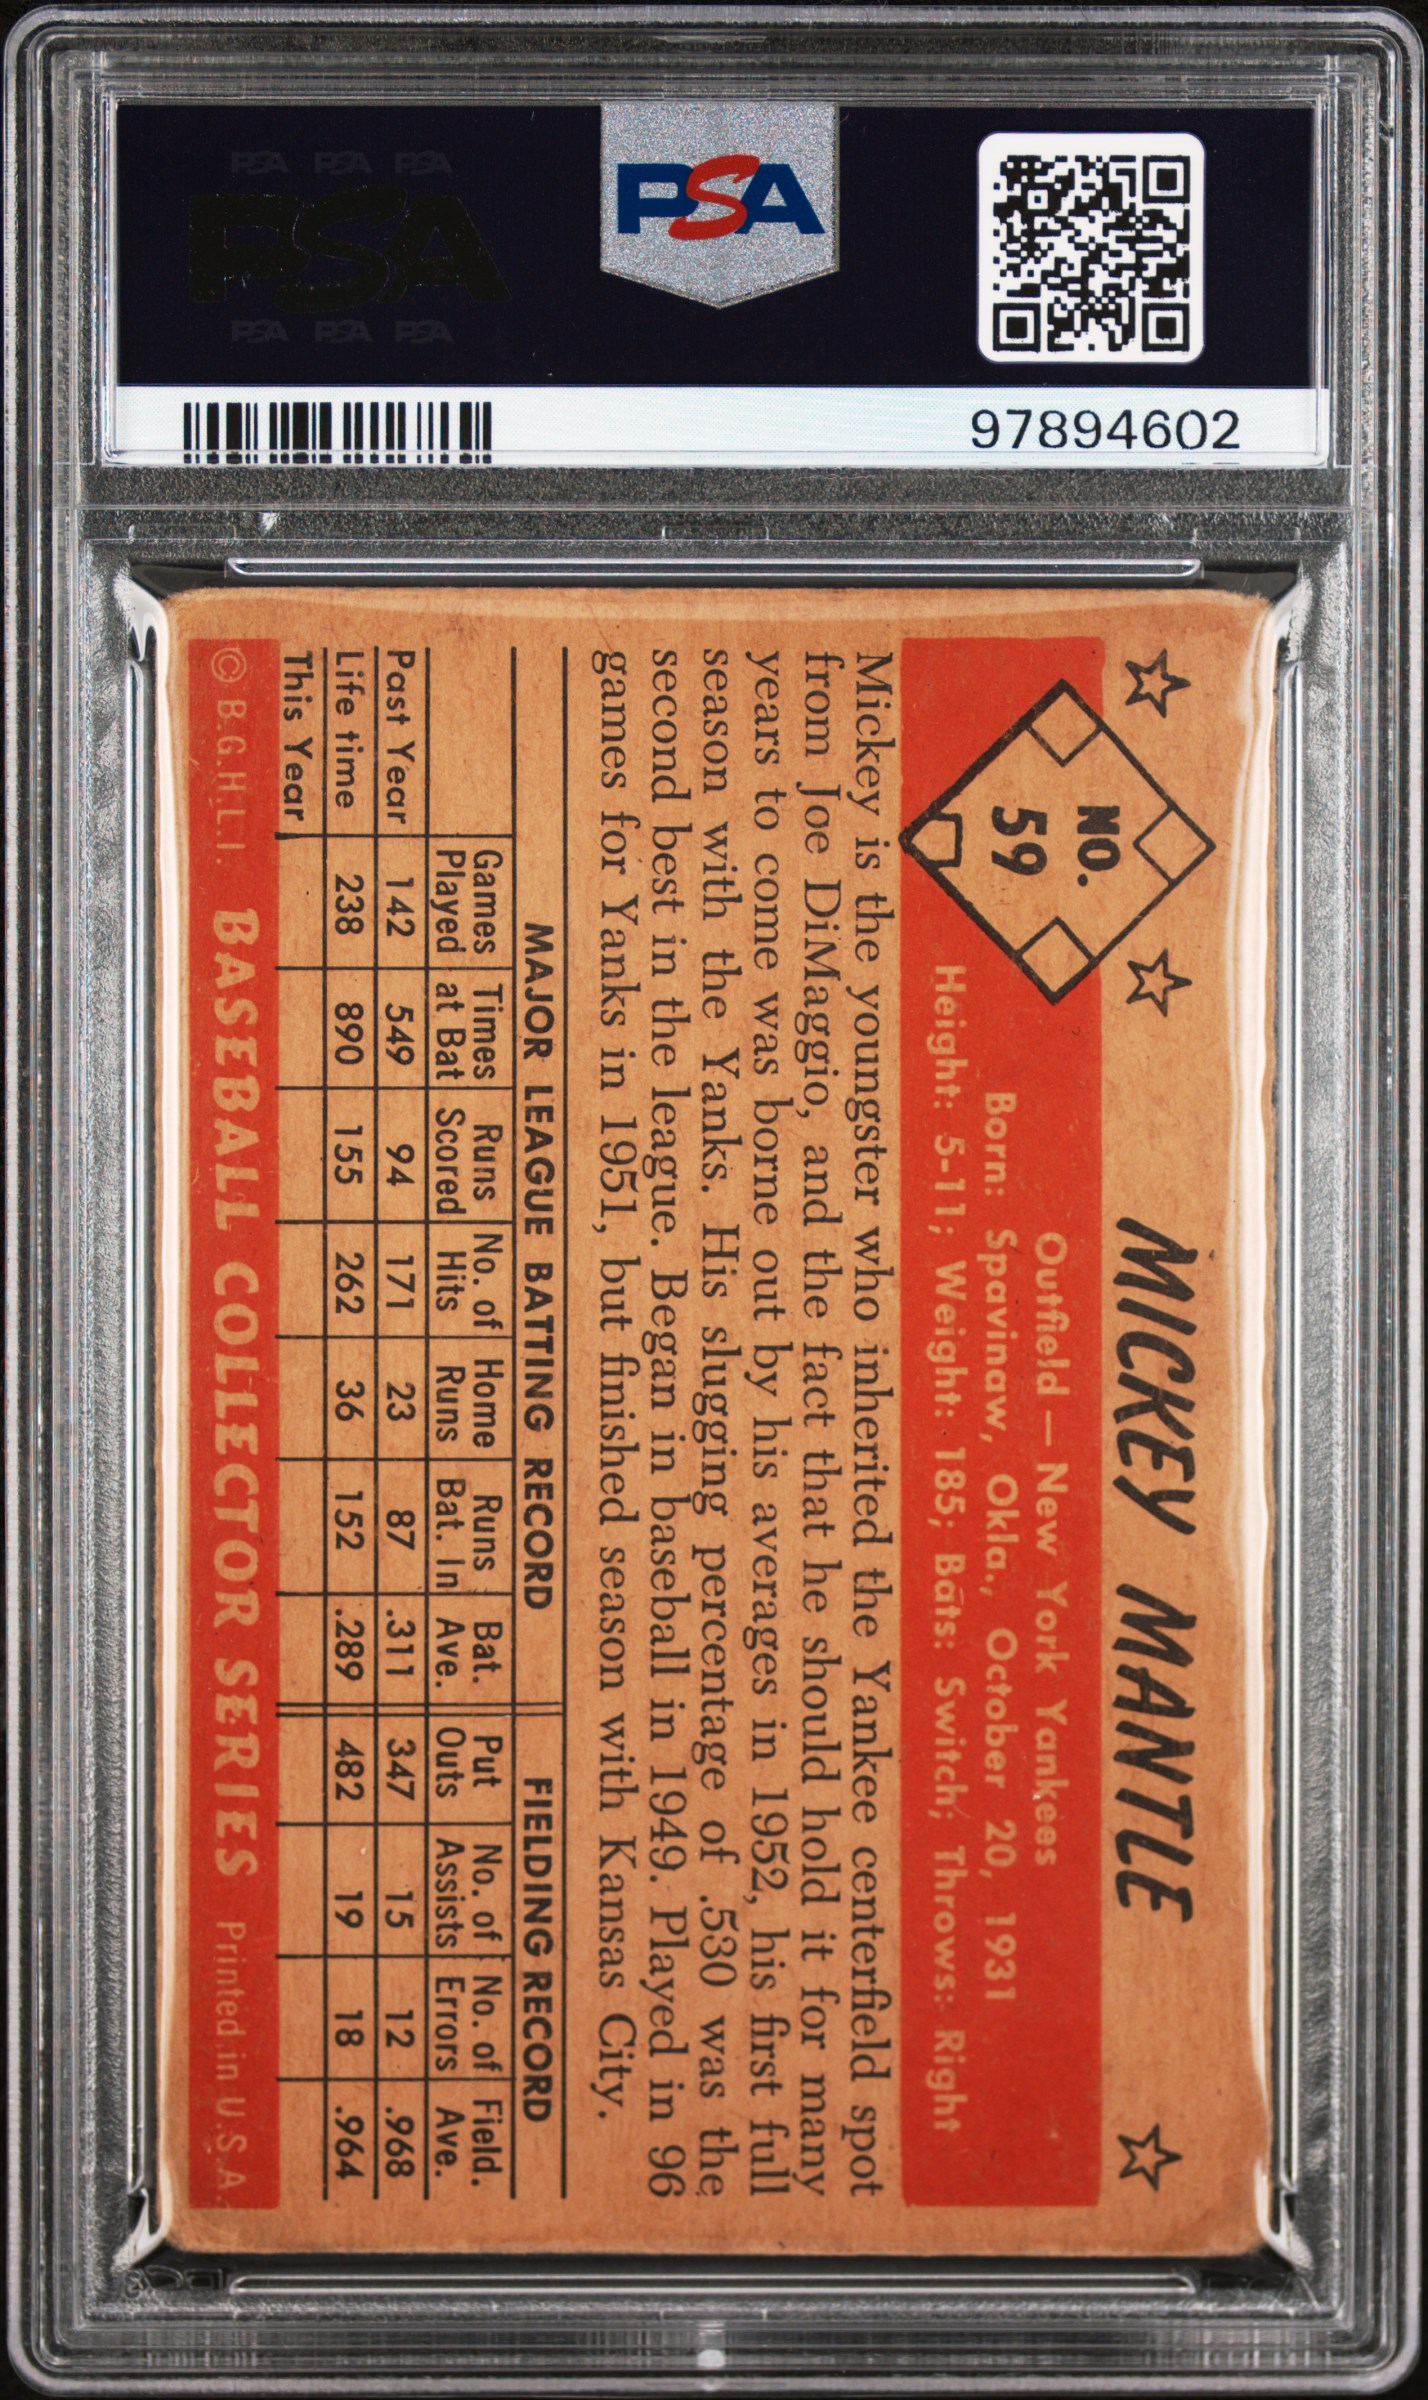 PSA PSA PSA
PSA
PSA PSA PSA
PSA
97894602
MICKEY MANTLE
NO.
59
Outfield — New York Yankees
Born: Spavinaw, Okla., October 20, 1931
Height: 5-11; Weight: 185; Bats: Switch; Throws: Right
Mickey is the youngster who inherited the Yankee centerfield spot
from Joe DiMaggio, and the fact that he should hold it for many
years to come was borne out by his averages in 1952, his first full
season with the Yanks. His slugging percentage of .530 was the
second best in the league. Began in baseball in 1949. Played in 96
games for Yanks in 1951, but finished season with Kansas City.
MAJOR LEAGUE BATTING RECORD FIELDING RECORD
Games Times Runs No. of Home Runs Bat. Put No. of No. of Field.
Played at Bat Scored Hits Runs Bat. In Ave. Outs Assists Errors Ave.
Past Year 142 549 94 171 23 87 .311 347 15 12 .968
Life time 238 890 155 262 36 152 .289 482 19 18 .964
This Year
© B.G.H.L.I. BASEBALL COLLECTOR SERIES Printed in U.S.A.